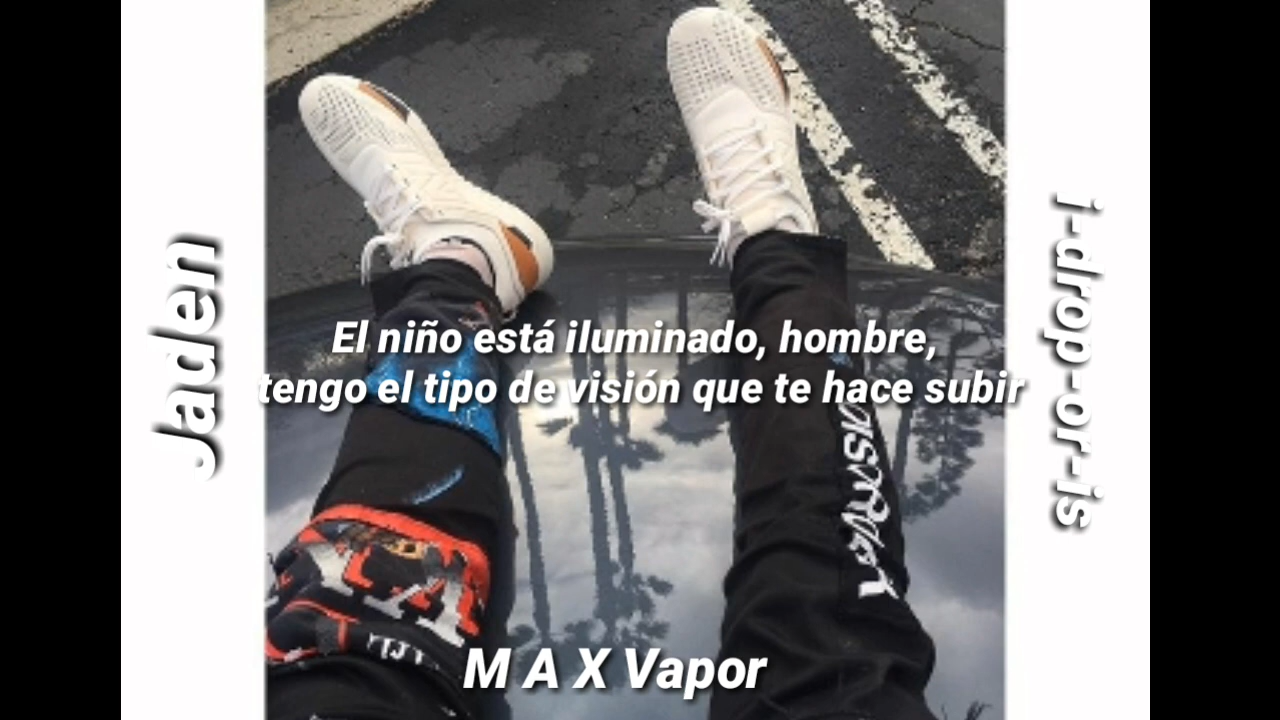 Jaden
i-drop-or-is
El niño está iluminado, hombre,
tengo el tipo de visión que te hace subir
M A X Vapor